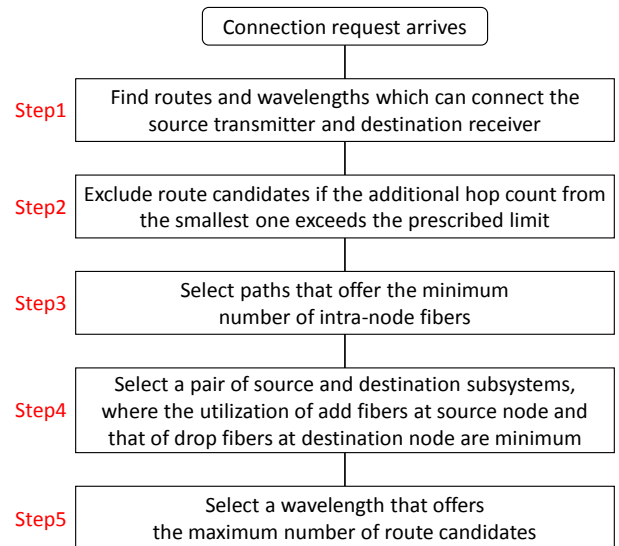 Connection request arrives
Step1
Find routes and wavelengths which can connect the
source transmitter and destination receiver
Step2
Exclude route candidates if the additional hop count from
the smallest one exceeds the prescribed limit
Step3
Select paths that offer the minimum
number of intra-node fibers
Step4
Select a pair of source and destination subsystems,
where the utilization of add fibers at source node and
that of drop fibers at destination node are minimum
Step5
Select a wavelength that offers
the maximum number of route candidates